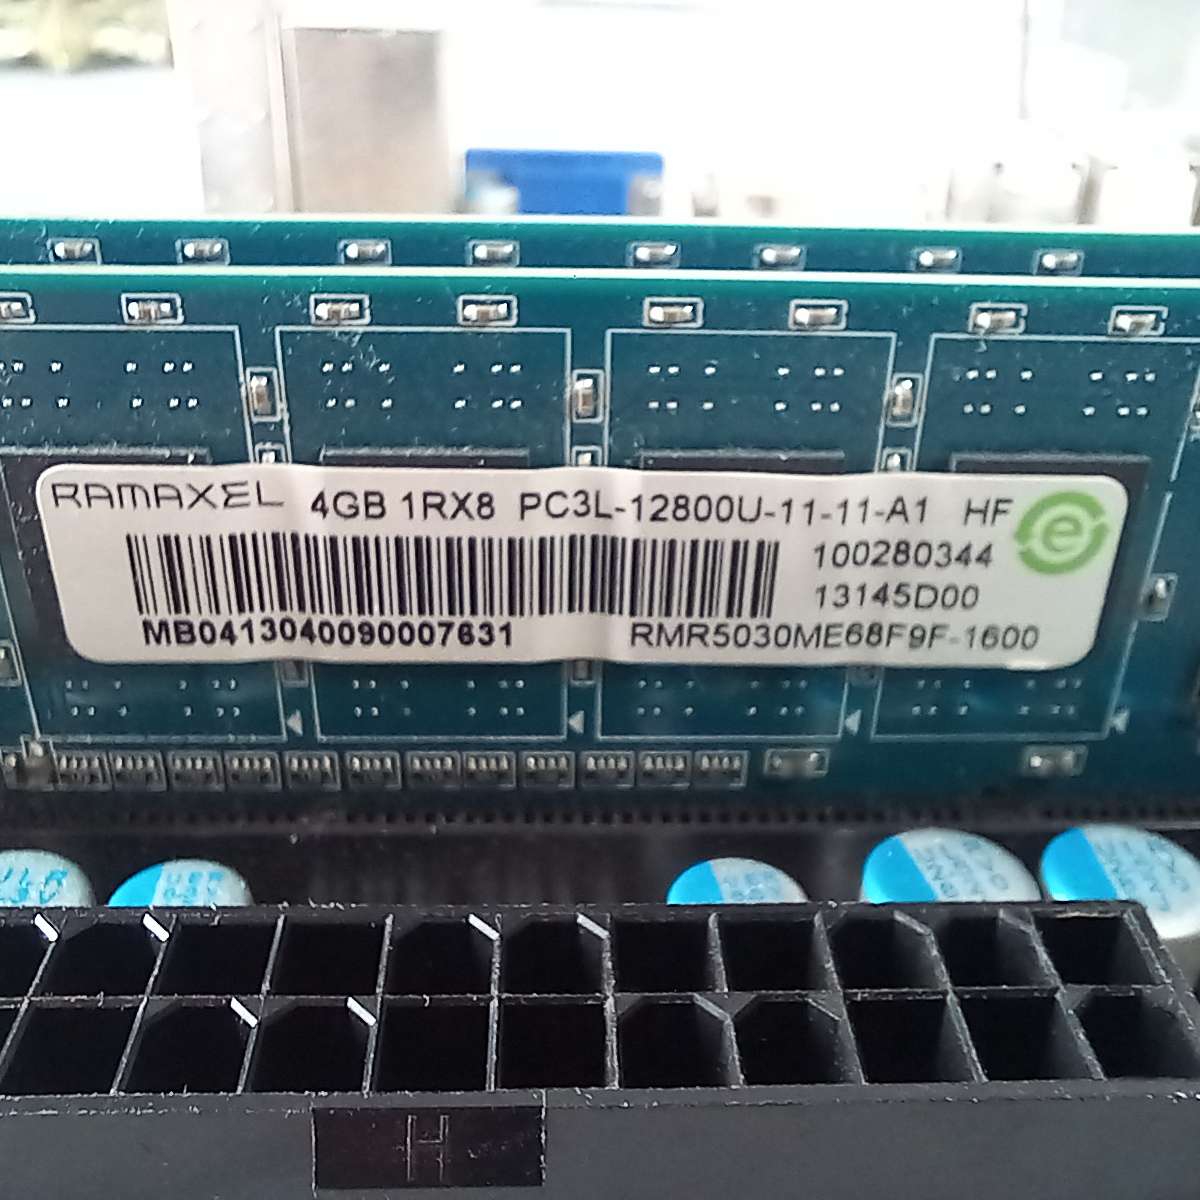 RAMAXEL 4GB 1RX8 PC3L-12800U-11-11-A1 HF e
100280344
13145D00
MB0413040090007631 RMR5030ME68F9F-1600
H